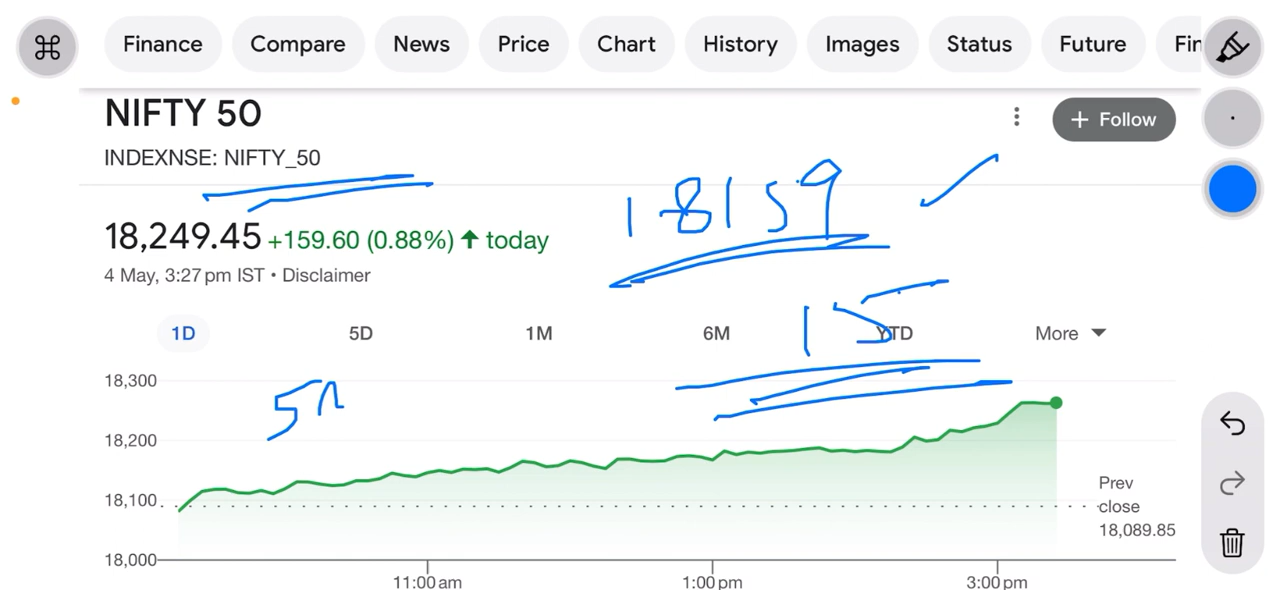 Finance Compare News Price Chart History Images Status Future Fin
NIFTY 50
+ Follow
INDEXNSE: NIFTY_50
18159
18,249.45 +159.60 (0.88%) ↑ today
4 May, 3:27 pm IST • Disclaimer
15
1D 5D 1M 6M YTD More
18,300
18,200
18,100
18,000
Prev
close
18,089.85
11:00 am 1:00 pm 3:00 pm